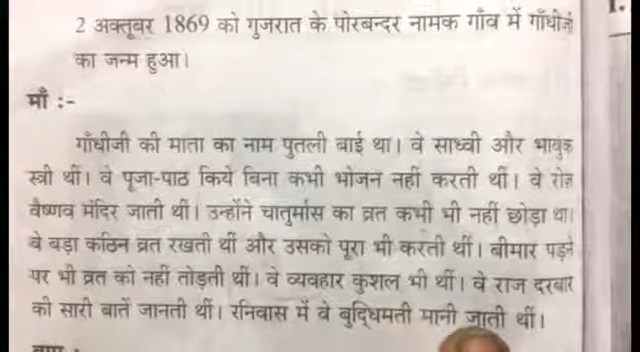 2 अक्तूबर 1869 को गुजरात के पोरबन्दर नामक गाँव में गाँधीजी
का जन्म हुआ।
माँ :-
गाँधीजी की माता का नाम पुतली बाई था। वे साध्वी और भावुक
स्त्री थीं। वे पूजा-पाठ किये बिना कभी भोजन नहीं करती थीं। वे रोज़
वैष्णव मंदिर जाती थीं। उन्होंने चातुर्मास का व्रत कभी भी नहीं छोड़ा था।
वे बड़ा कठिन व्रत रखती थीं और उसको पूरा भी करती थीं। बीमार पड़ने
पर भी व्रत को नहीं तोड़ती थीं। वे व्यवहार कुशल भी थीं। वे राज दरबार
की सारी बातें जानती थीं। रनिवास में वे बुद्धिमती मानी जाती थीं।